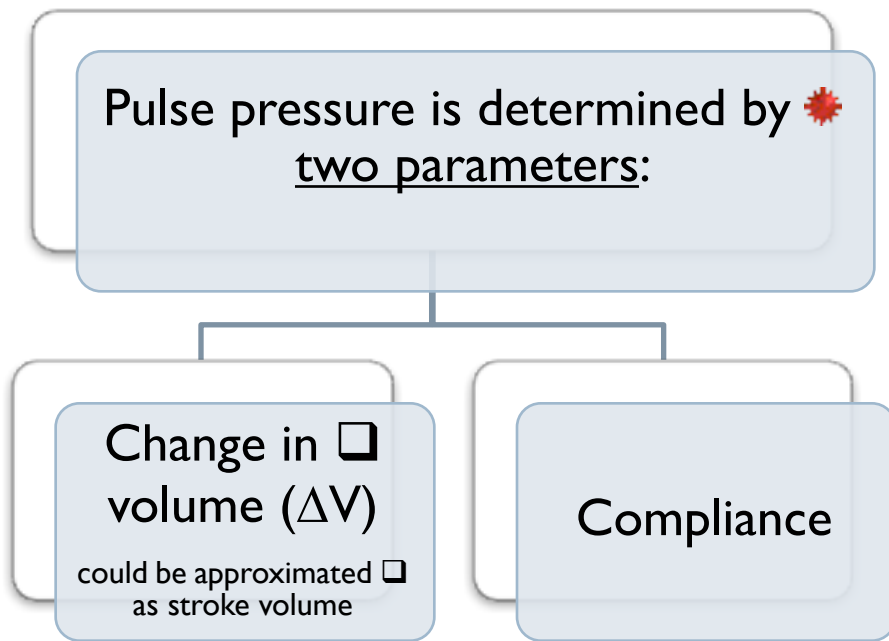 Pulse pressure is determined by ✹
two parameters:
Change in ❑
volume (ΔV)
could be approximated ❑
as stroke volume
Compliance